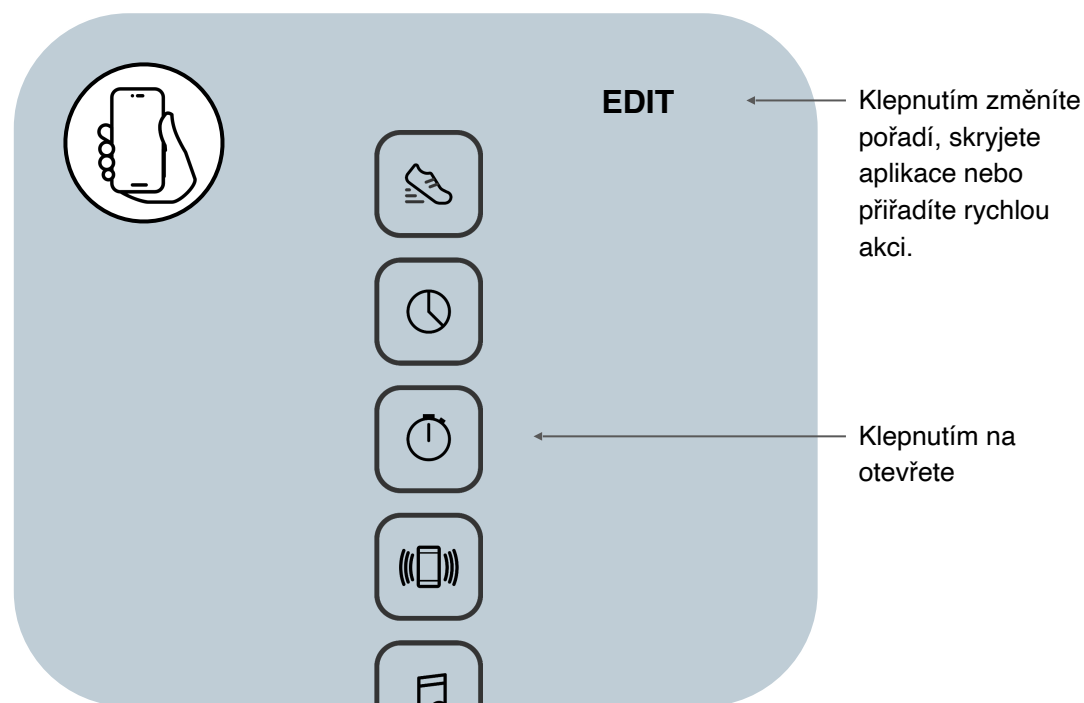 EDIT
Klepnutím změníte
pořadí, skryjete
aplikace nebo
přiřadíte rychlou
akci.
Klepnutím na
otevřete